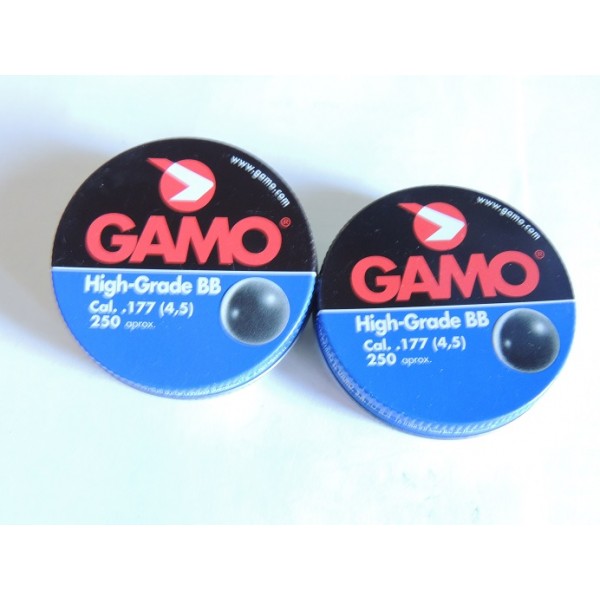 www.gamo.com
GAMO®
High-Grade BB
Cal. .177 (4,5)
250 aprox.
www.gamo.com
GAMO®
High-Grade BB
Cal. .177 (4,5)
250 aprox.